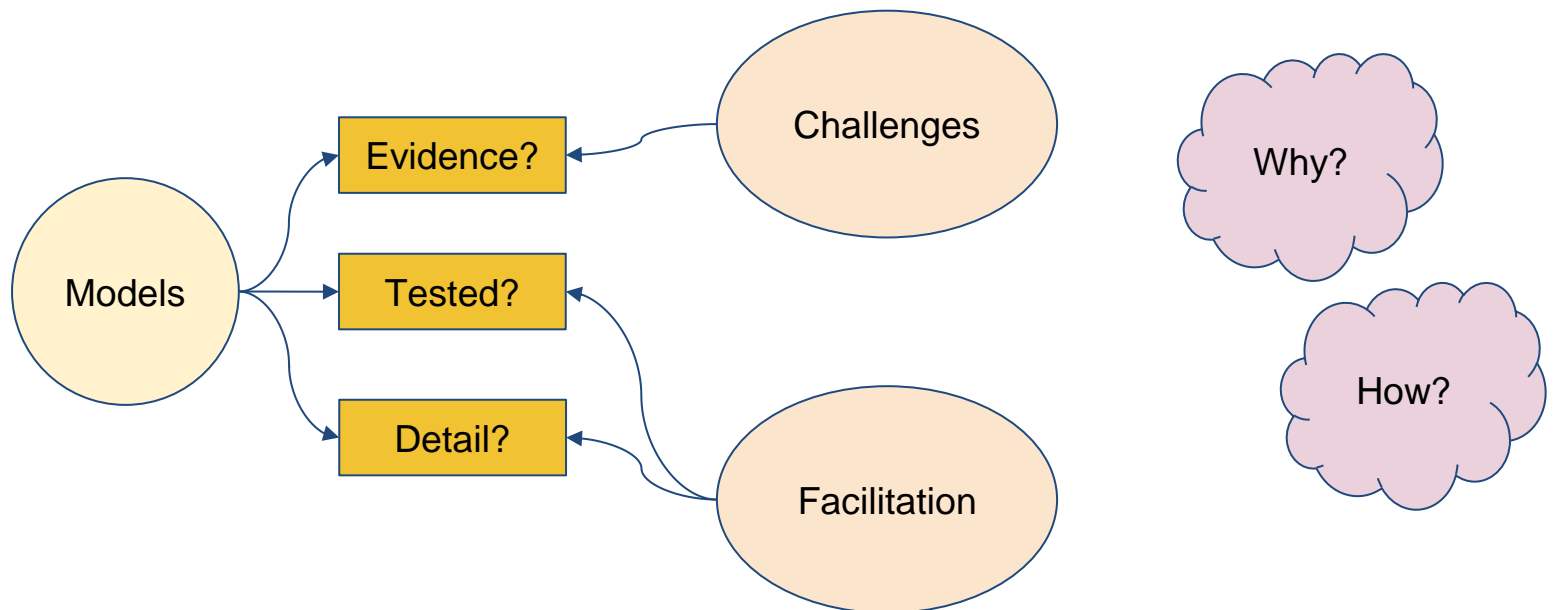 Models
Evidence?
Tested?
Detail?
Challenges
Facilitation
Why?
How?